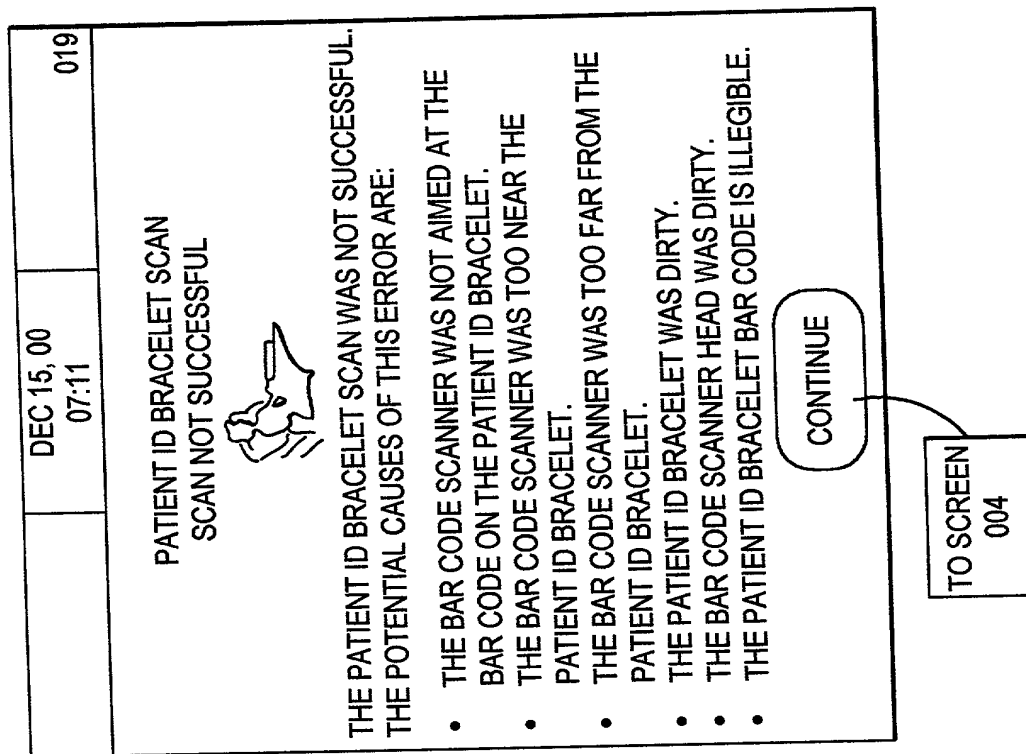 DEC 15, 00
07:11
019
PATIENT ID BRACELET SCAN
SCAN NOT SUCCESSFUL
THE PATIENT ID BRACELET SCAN WAS NOT SUCCESSFUL.
THE POTENTIAL CAUSES OF THIS ERROR ARE:
• THE BAR CODE SCANNER WAS NOT AIMED AT THE
BAR CODE ON THE PATIENT ID BRACELET.
• THE BAR CODE SCANNER WAS TOO NEAR THE
PATIENT ID BRACELET.
• THE BAR CODE SCANNER WAS TOO FAR FROM THE
PATIENT ID BRACELET.
• THE PATIENT ID BRACELET WAS DIRTY.
• THE BAR CODE SCANNER HEAD WAS DIRTY.
• THE PATIENT ID BRACELET BAR CODE IS ILLEGIBLE.
CONTINUE
TO SCREEN
004